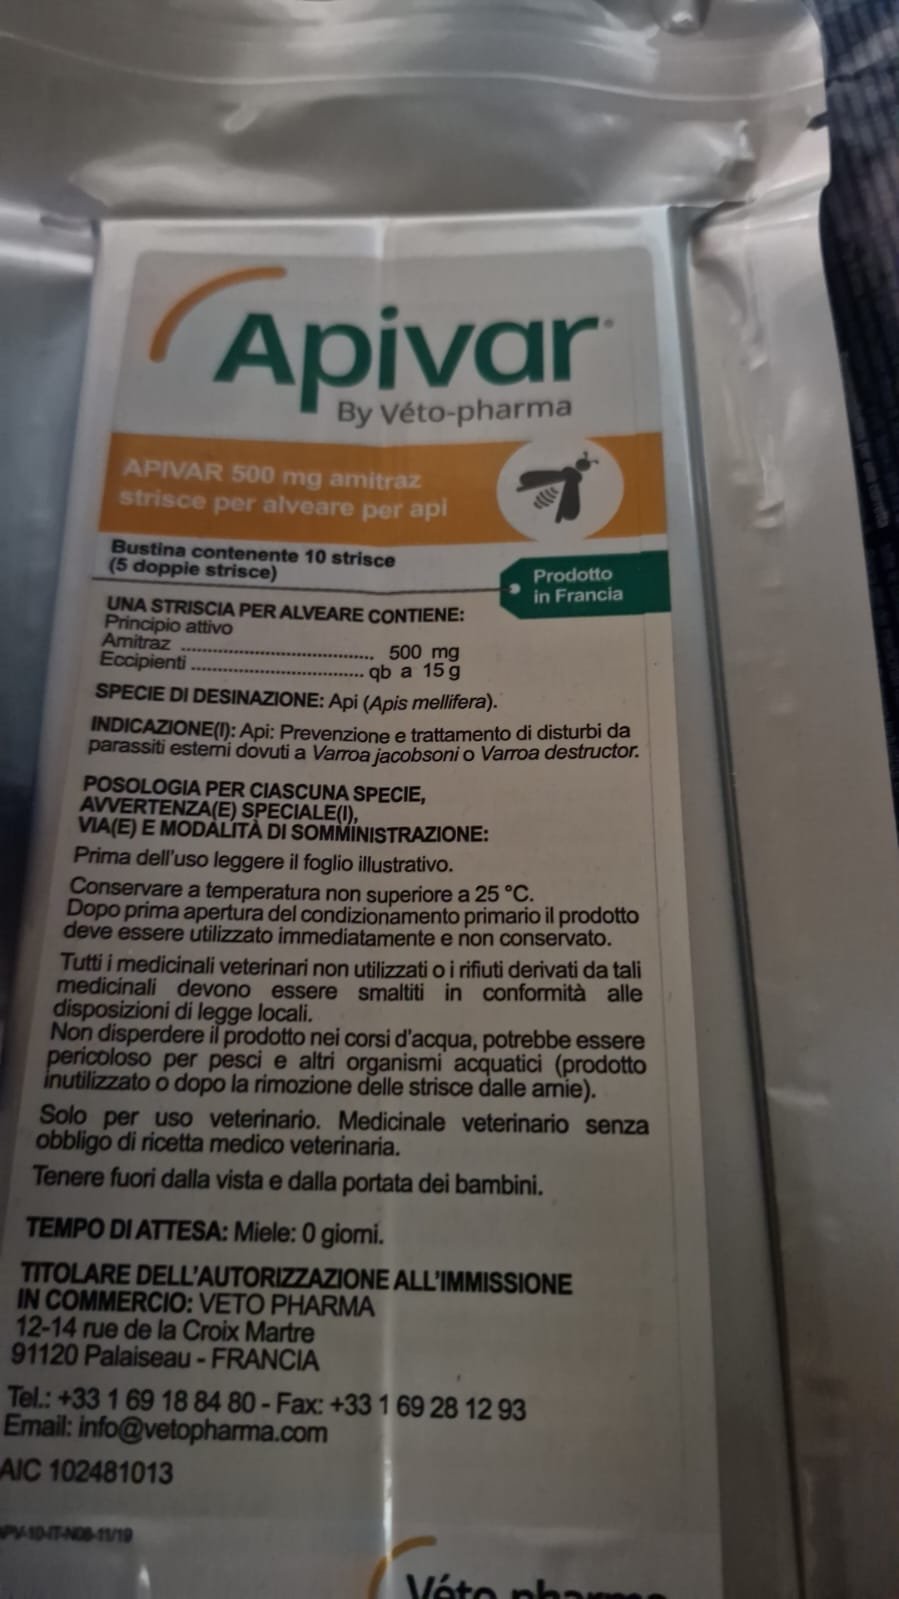 Apivar
By Véto-pharma
APIVAR 500 mg amitraz
strisce per alveare per api
Bustina contenente 10 strisce
(5 doppie strisce)
Prodotto
in Francia
UNA STRISCIA PER ALVEARE CONTIENE:
Principio attivo
Amitraz ........................................ 500 mg
Eccipienti ................................... qb a 15 g
SPECIE DI DESINAZIONE: Api (Apis mellifera).
INDICAZIONE(I): Api: Prevenzione e trattamento di disturbi da
parassiti esterni dovuti a Varroa jacobsoni o Varroa destructor.
POSOLOGIA PER CIASCUNA SPECIE,
AVVERTENZA(E) SPECIALE(I),
VIA(E) E MODALITÀ DI SOMMINISTRAZIONE:
Prima dell'uso leggere il foglio illustrativo.
Conservare a temperatura non superiore a 25 °C.
Dopo prima apertura del condizionamento primario il prodotto
deve essere utilizzato immediatamente e non conservato.
Tutti i medicinali veterinari non utilizzati o i rifiuti derivati da tali
medicinali devono essere smaltiti in conformità alle
disposizioni di legge locali.
Non disperdere il prodotto nei corsi d'acqua, potrebbe essere
pericoloso per pesci e altri organismi acquatici (prodotto
inutilizzato o dopo la rimozione delle strisce dalle arnie).
Solo per uso veterinario. Medicinale veterinario senza
obbligo di ricetta medico veterinaria.
Tenere fuori dalla vista e dalla portata dei bambini.
TEMPO DI ATTESA: Miele: 0 giorni.
TITOLARE DELL'AUTORIZZAZIONE ALL'IMMISSIONE
IN COMMERCIO: VETO PHARMA
12-14 rue de la Croix Martre
91120 Palaiseau - FRANCIA
Tel.: +33 1 69 18 84 80 - Fax: +33 1 69 28 12 93
Email: info@vetopharma.com
AIC 102481013
APV-10-IT-N06-11/19
Véto-pharma